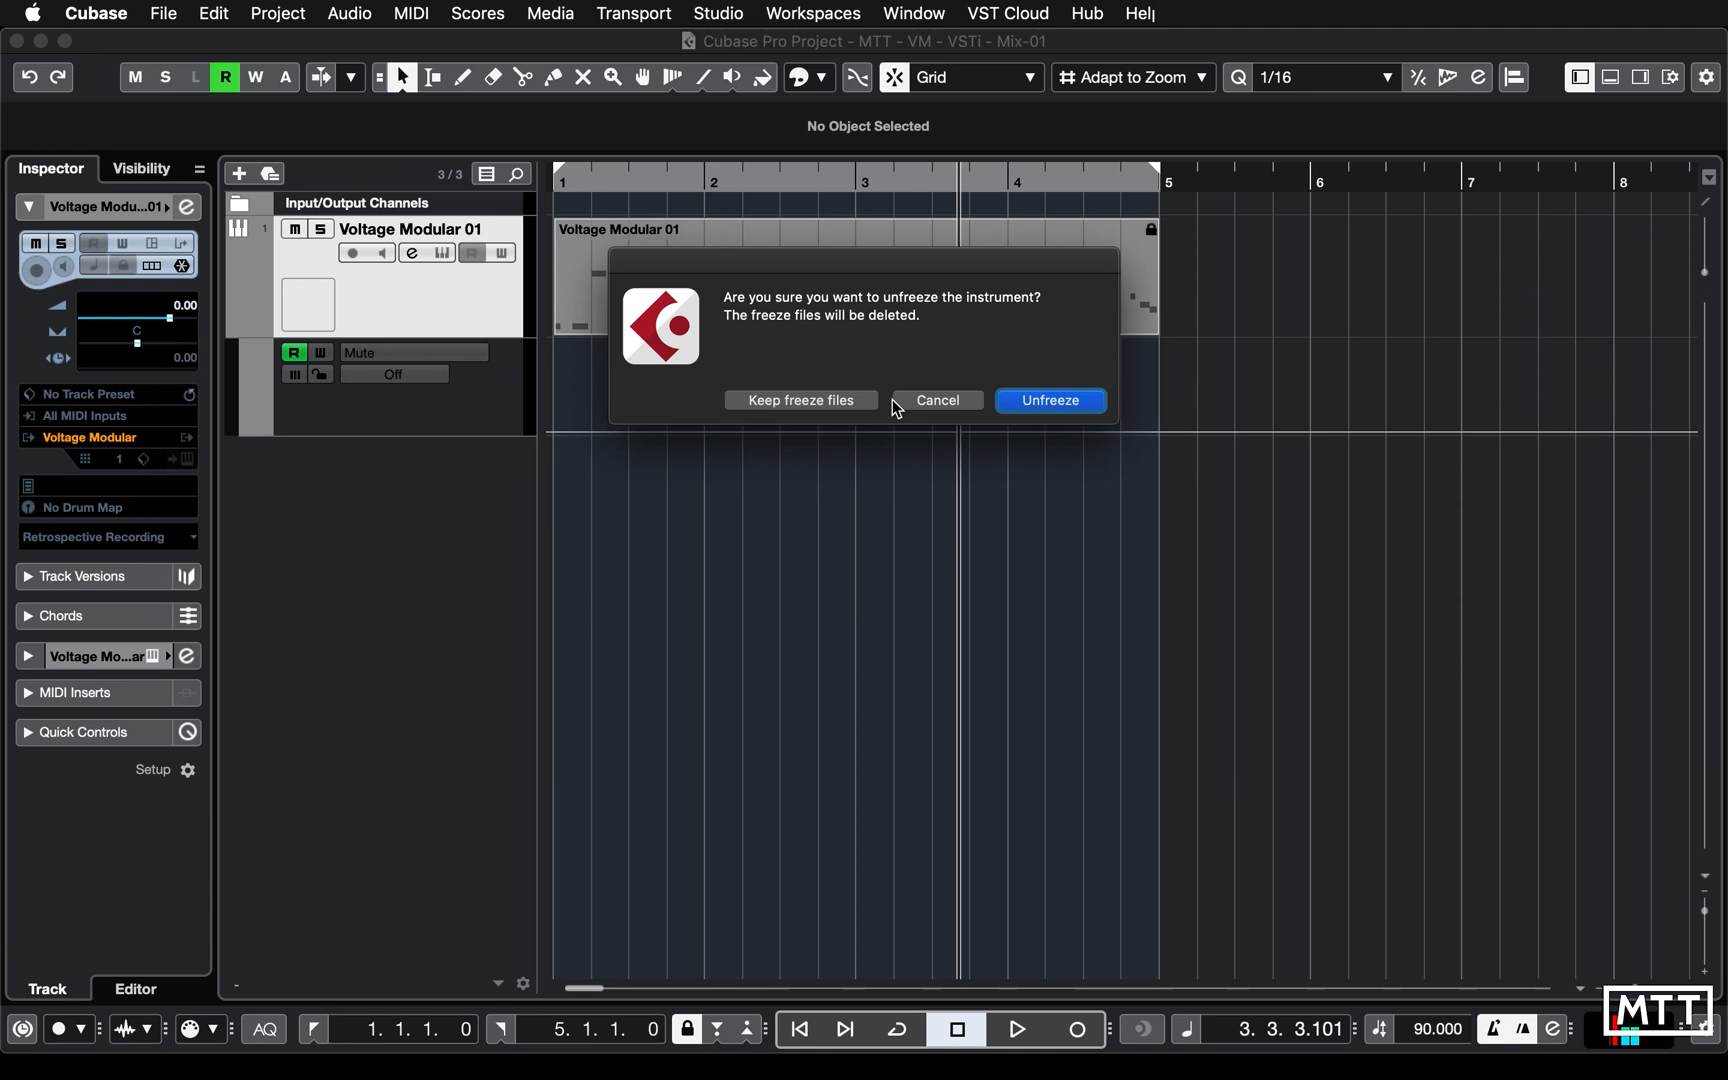 Cubase File Edit Project Audio MIDI Scores Media Transport Studio Workspaces Window VST Cloud Hub Help
Cubase Pro Project - MTT - VM - VSTi - Mix-01
M S L R W A Grid Adapt to Zoom Q 1/16
No Object Selected
Inspector Visibility
3 / 3
1 2 3 4 5 6 7 8
Voltage Modu...01
Input/Output Channels
1 m S Voltage Modular 01
Voltage Modular 01
m S R W
R W
0.00
C
0.00
R W Mute
Off
Are you sure you want to unfreeze the instrument?
The freeze files will be deleted.
Keep freeze files Cancel Unfreeze
No Track Preset
All MIDI Inputs
Voltage Modular
1
No Drum Map
Retrospective Recording
Track Versions
Chords
Voltage Mo...ar
MIDI Inserts
Quick Controls
Setup
Track Editor
MTT
AQ 1. 1. 1. 0 5. 1. 1. 0 3. 3. 3.101 90.000